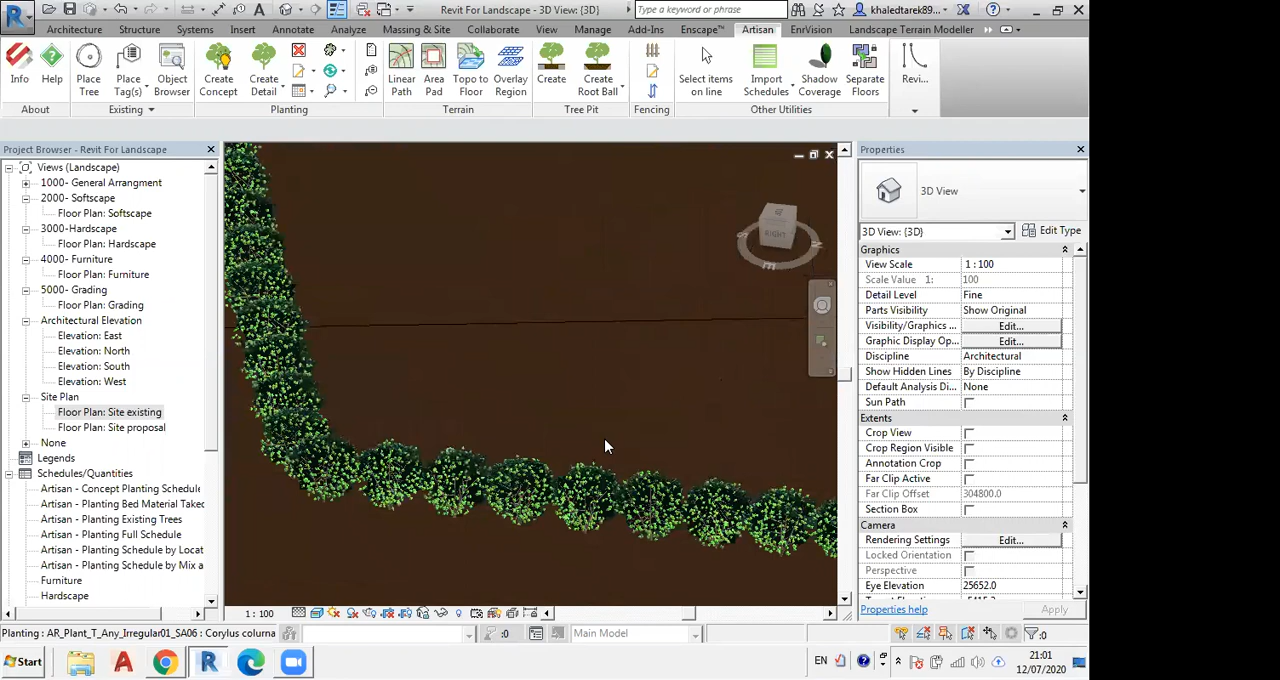 Revit For Landscape - 3D View: {3D}
Type a keyword or phrase
khaledtarek89...
Architecture Structure Systems Insert Annotate Analyze Massing & Site Collaborate View Manage Add-Ins Enscape™ Artisan EnVision Landscape Terrain Modeller
Info Help Place Tree Place Tag(s) Object Browser Create Concept Create Detail Linear Path Area Pad Topo to Floor Overlay Region Create Create Root Ball Select items on line Import Schedules Shadow Coverage Separate Floors Revi...
About Existing Planting Terrain Tree Pit Fencing Other Utilities
Project Browser - Revit For Landscape
Views (Landscape)
1000- General Arrangment
2000- Softscape
Floor Plan: Softscape
3000-Hardscape
Floor Plan: Hardscape
4000- Furniture
Floor Plan: Furniture
5000- Grading
Floor Plan: Grading
Architectural Elevation
Elevation: East
Elevation: North
Elevation: South
Elevation: West
Site Plan
Floor Plan: Site existing
Floor Plan: Site proposal
None
Legends
Schedules/Quantities
Artisan - Concept Planting Schedule
Artisan - Planting Bed Material Takeo
Artisan - Planting Existing Trees
Artisan - Planting Full Schedule
Artisan - Planting Schedule by Locat
Artisan - Planting Schedule by Mix a
Furniture
Hardscape
RIGHT
Properties
3D View
3D View: {3D} Edit Type
Graphics
View Scale 1 : 100
Scale Value 1: 100
Detail Level Fine
Parts Visibility Show Original
Visibility/Graphics ... Edit...
Graphic Display Op... Edit...
Discipline Architectural
Show Hidden Lines By Discipline
Default Analysis Di... None
Sun Path
Extents
Crop View
Crop Region Visible
Annotation Crop
Far Clip Active
Far Clip Offset 304800.0
Section Box
Camera
Rendering Settings Edit...
Locked Orientation
Perspective
Eye Elevation 25652.0
Properties help Apply
1 : 100
Planting : AR_Plant_T_Any_Irregular01_SA06 : Corylus colurna
:0 Main Model :0
Start
EN
21:01
12/07/2020